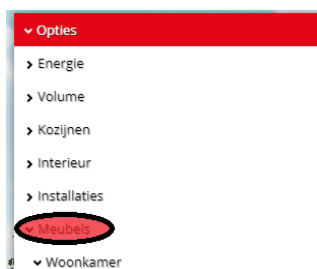 Opties
Energie
Volume
Kozijnen
Interieur
Installaties
Meubels
Woonkamer